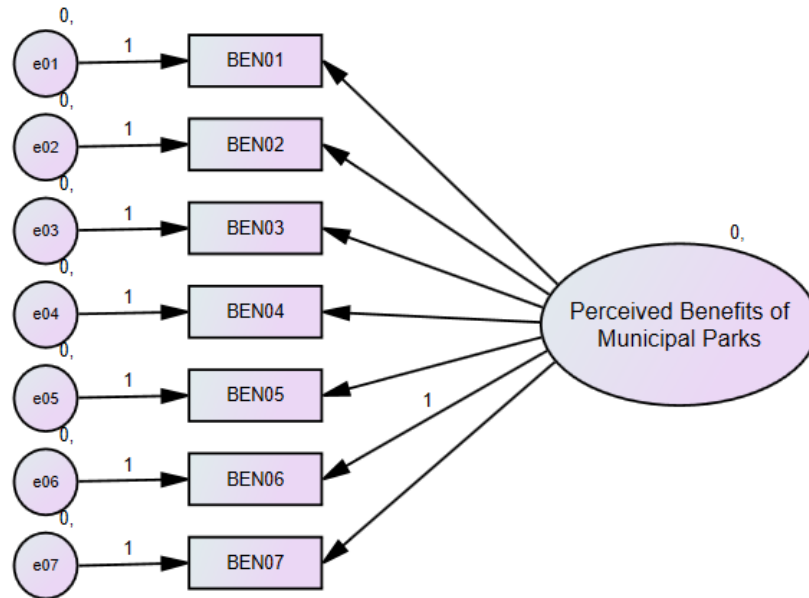 0,
1
e01
BEN01
0,
1
e02
BEN02
0,
1
e03
BEN03
0,
0,
1
e04
BEN04
Perceived Benefits of
Municipal Parks
0,
1
e05
BEN05
1
0,
1
e06
BEN06
0,
1
e07
BEN07